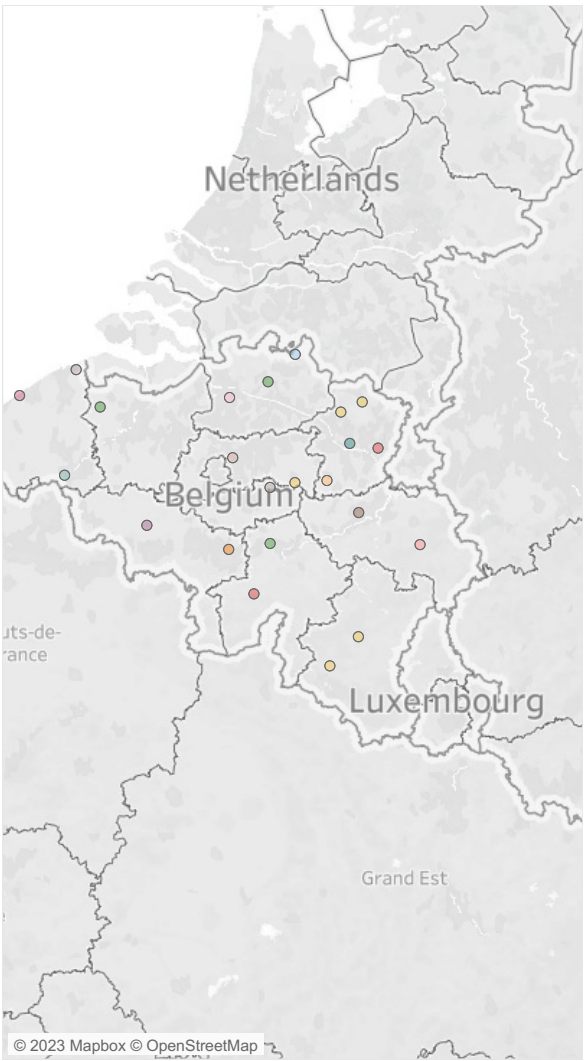 Netherlands
Belgium
uts-de-
rance
Luxembourg
Grand Est
© 2023 Mapbox © OpenStreetMap